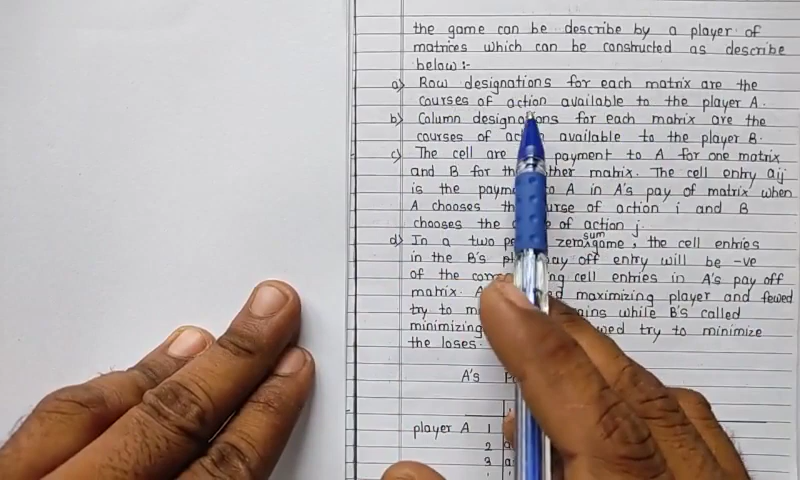 the game can be describe by a player of
matrices which can be constructed as describe
below :-
a) Row designations for each matrix are the
courses of action available to the player A.
b) Column designations for each matrix are the
courses of available to the player B.
c) The cell are payment to A for one matrix
and B for matrix. The cell entry aij
is the to A in A's pay of matrix when
A chooses of action i and B
chooses the of action j.
d) In a two zero sum game, the cell entries
in the B's pay off entry will be -ve
of the cell entries in A's pay off
matrix. maximizing player and fewed
try to while B's called
minimizing try to minimize
the loses.
A's
player A 1
2
3